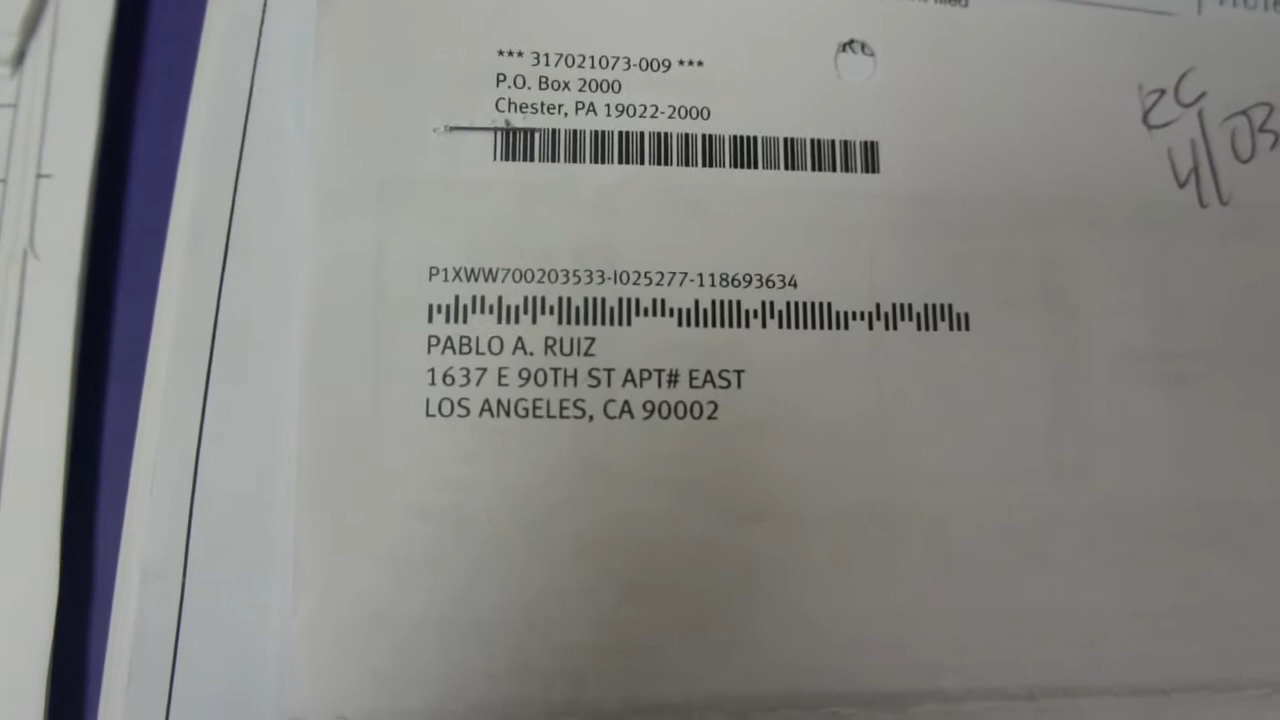 *** 317021073-009 ***
P.O. Box 2000
Chester, PA 19022-2000
RC
4/03
P1XWW700203533-I025277-118693634
PABLO A. RUIZ
1637 E 90TH ST APT# EAST
LOS ANGELES, CA 90002